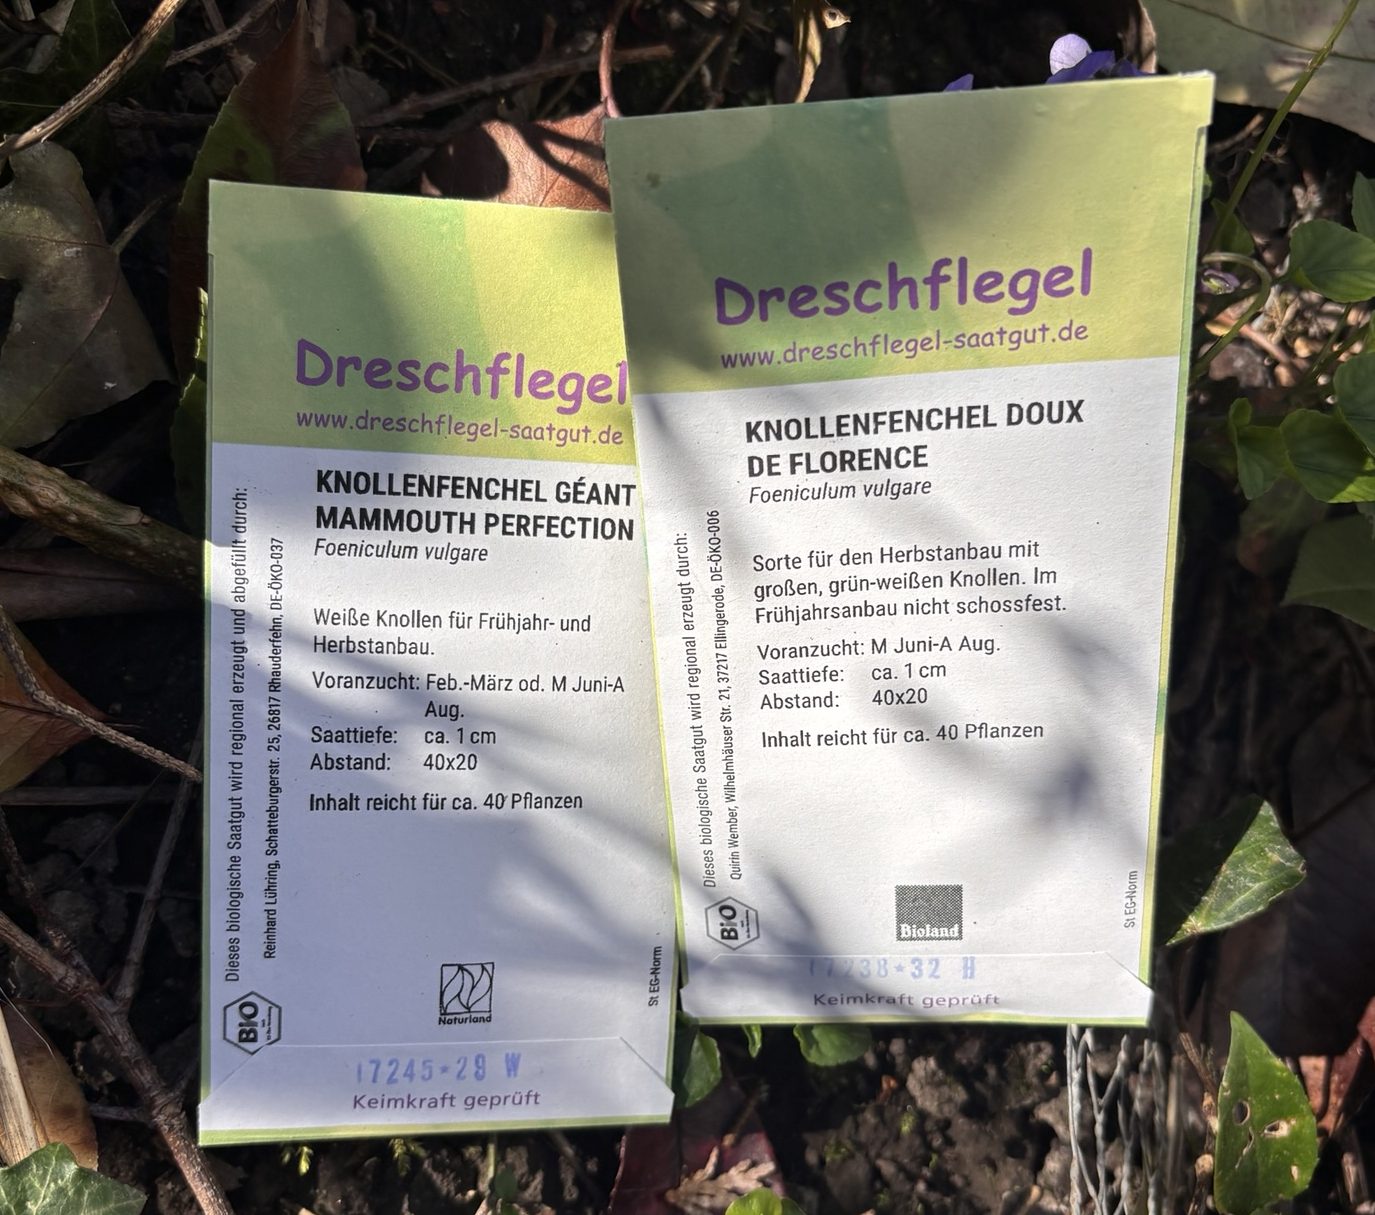 Dreschflegel
www.dreschflegel-saatgut.de
KNOLLENFENCHEL GÉANT
MAMMOUTH PERFECTION
Foeniculum vulgare
Weiße Knollen für Frühjahr- und
Herbstanbau.
Voranzucht: Feb.-März od. M Juni-A
Aug.
Saattiefe: ca. 1 cm
Abstand: 40x20
Inhalt reicht für ca. 40 Pflanzen
Dieses biologische Saatgut wird regional erzeugt und abgefüllt durch:
Reinhard Lühring, Schatteburgerstr. 25, 26817 Rhauderfehn, DE-ÖKO-037
BIO
Naturland
St EG-Norm
17245*29 W
Keimkraft geprüft
Dreschflegel
www.dreschflegel-saatgut.de
KNOLLENFENCHEL DOUX
DE FLORENCE
Foeniculum vulgare
Sorte für den Herbstanbau mit
großen, grün-weißen Knollen. Im
Frühjahrsanbau nicht schossfest.
Voranzucht: M Juni-A Aug.
Saattiefe: ca. 1 cm
Abstand: 40x20
Inhalt reicht für ca. 40 Pflanzen
Dieses biologische Saatgut wird regional erzeugt durch:
Quirin Wember, Wilhelmhäuser Str. 21, 37217 Ellingerode, DE-ÖKO-006
BIO
Bioland
St EG-Norm
17238*32 H
Keimkraft geprüft